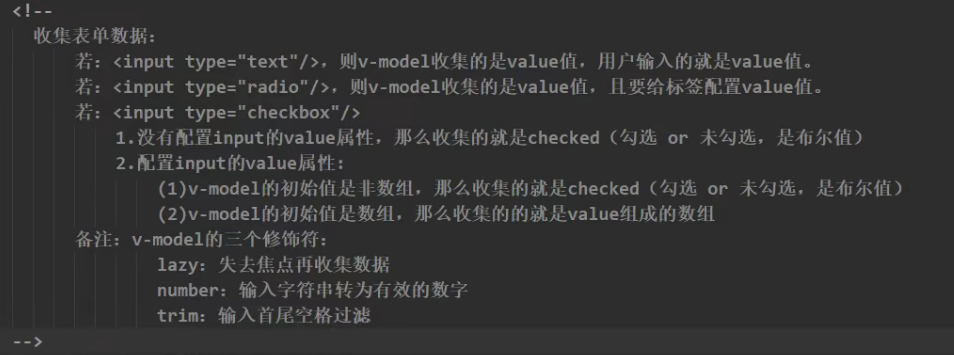 <!--
收集表单数据：
若：<input type="text"/>，则v-model收集的是value值，用户输入的就是value值。
若：<input type="radio"/>，则v-model收集的是value值，且要给标签配置value值。
若：<input type="checkbox"/>
1.没有配置input的value属性，那么收集的就是checked（勾选 or 未勾选，是布尔值）
2.配置input的value属性：
(1)v-model的初始值是非数组，那么收集的就是checked（勾选 or 未勾选，是布尔值）
(2)v-model的初始值是数组，那么收集的的就是value组成的数组
备注：v-model的三个修饰符：
lazy：失去焦点再收集数据
number：输入字符串转为有效的数字
trim：输入首尾空格过滤
-->